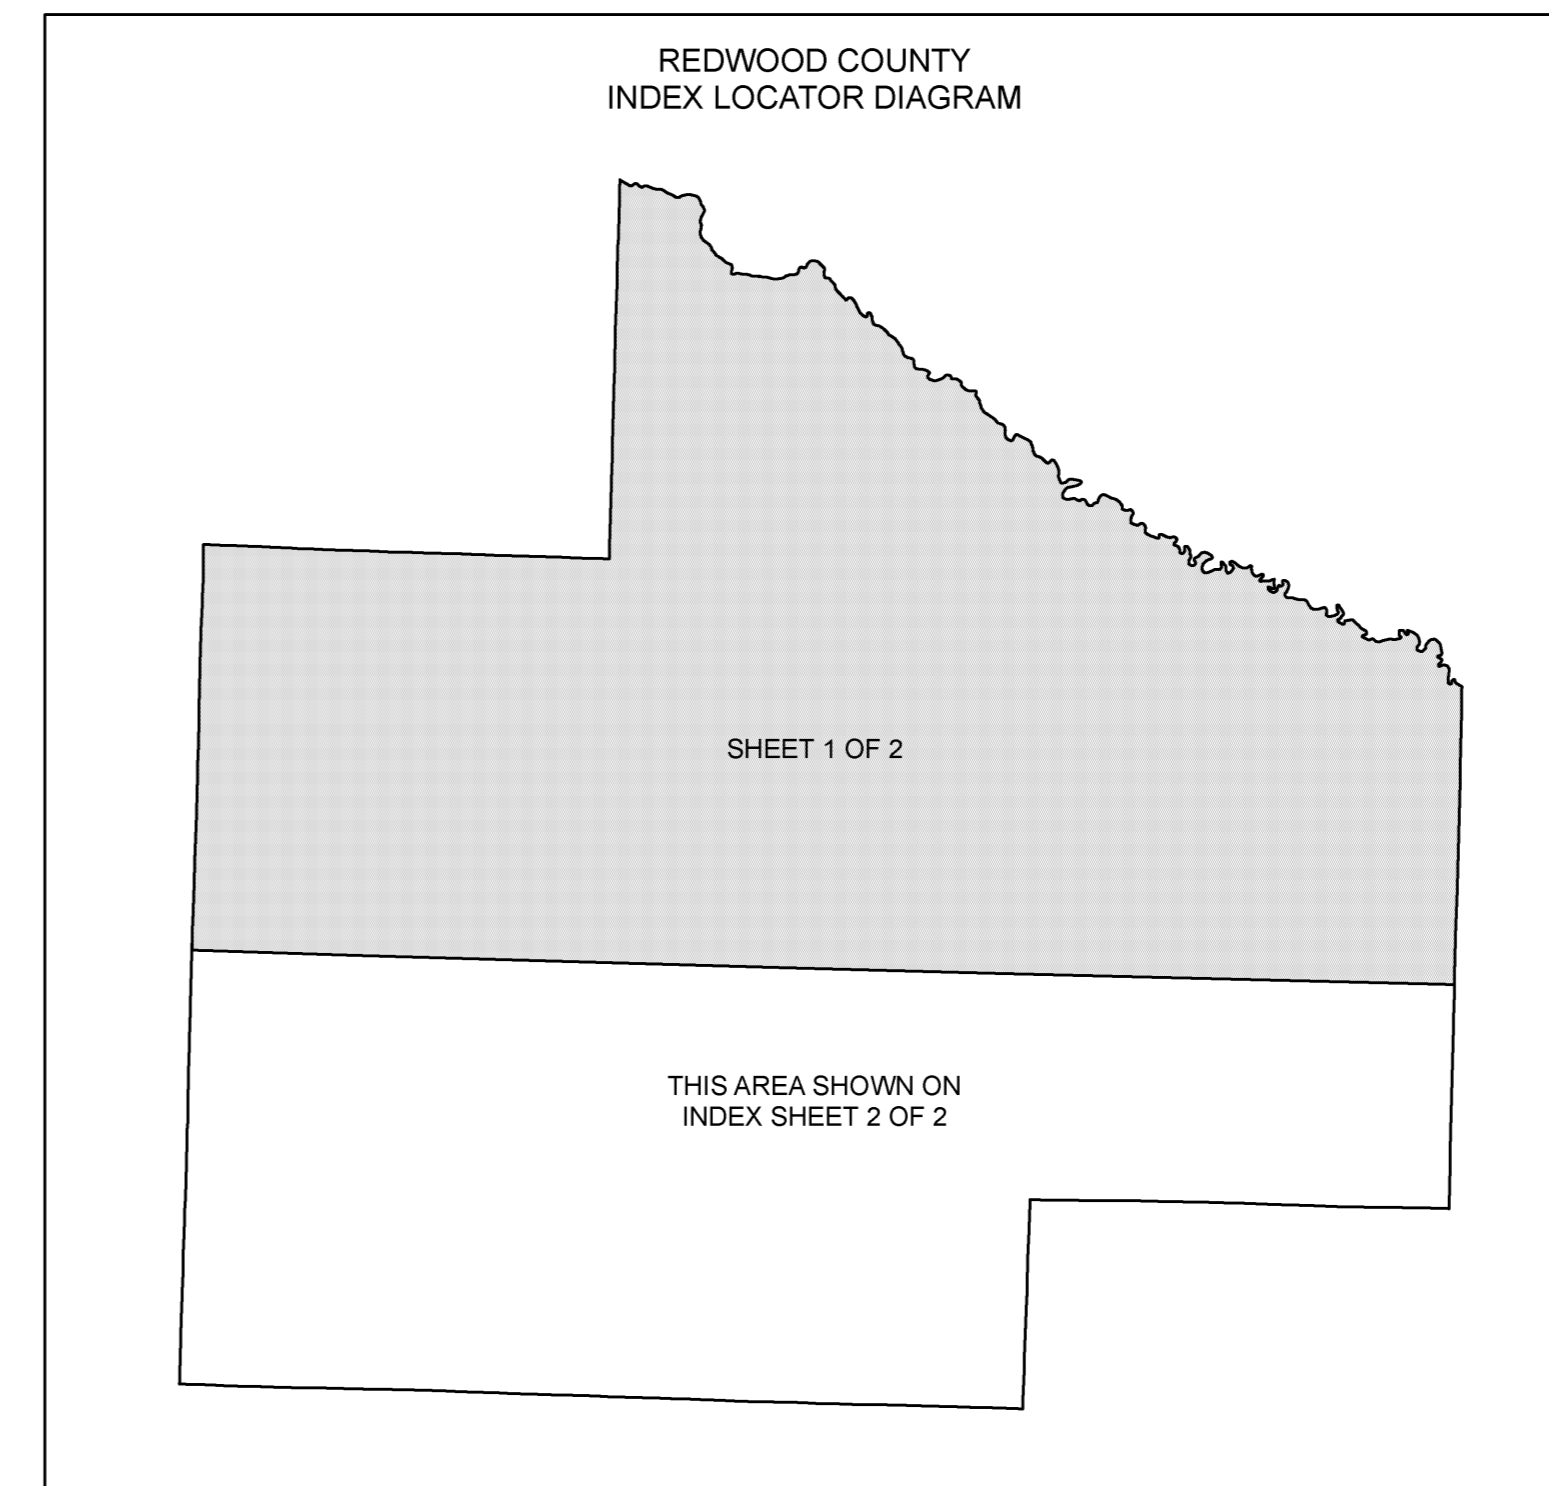 REDWOOD COUNTY
INDEX LOCATOR DIAGRAM
SHEET 1 OF 2
THIS AREA SHOWN ON
INDEX SHEET 2 OF 2